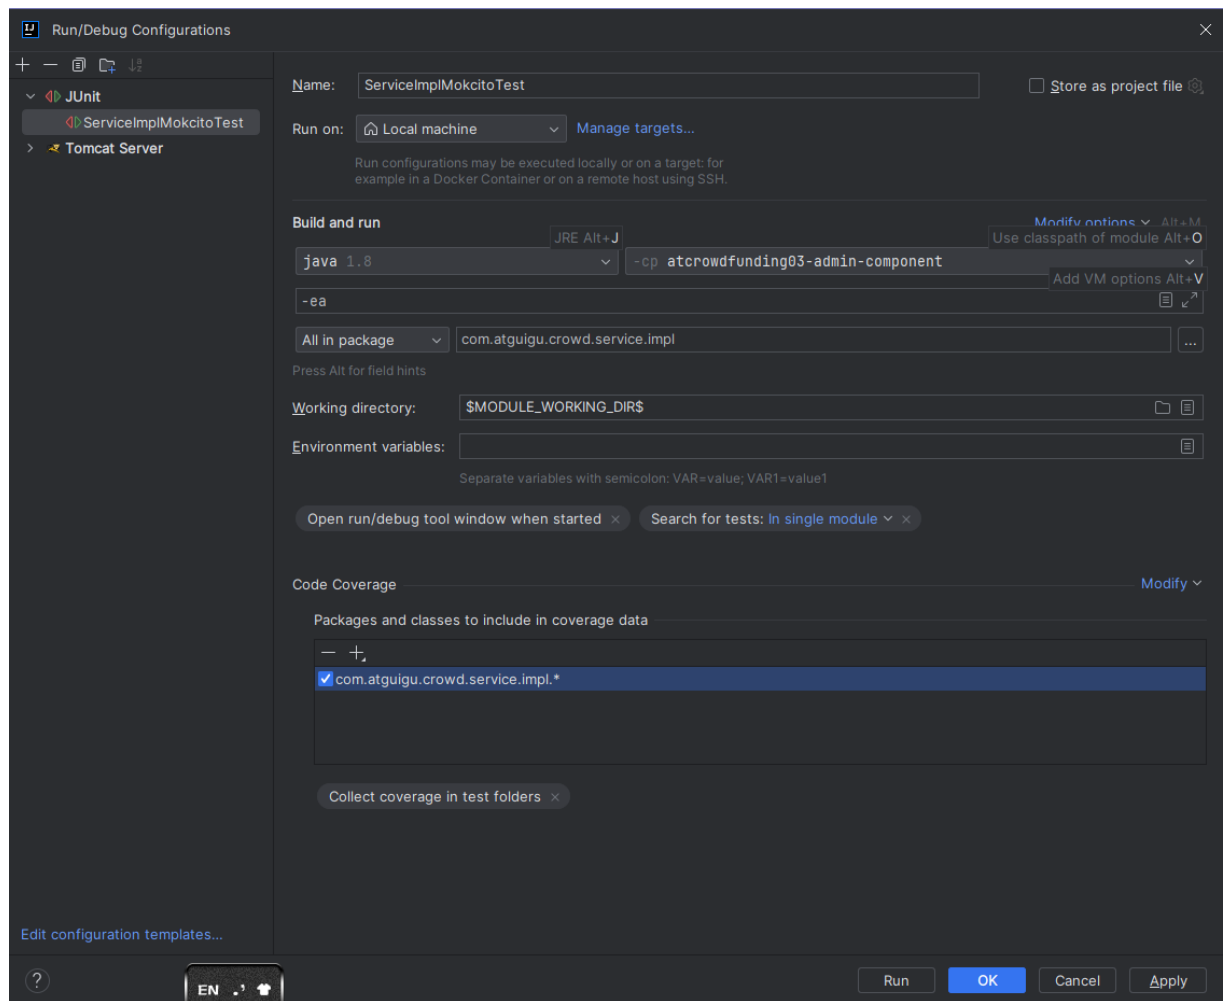 Run/Debug Configurations
JUnit
ServiceImplMokcitoTest
Tomcat Server
Edit configuration templates...
Name: ServiceImplMokcitoTest Store as project file
Run on: Local machine Manage targets...
Run configurations may be executed locally or on a target: for
example in a Docker Container or on a remote host using SSH.
Build and run Modify options Alt+M
JRE Alt+J Use classpath of module Alt+O
java 1.8 -cp atcrowdfunding03-admin-component
Add VM options Alt+V
-ea
All in package com.atguigu.crowd.service.impl ...
Press Alt for field hints
Working directory: $MODULE_WORKING_DIR$
Environment variables:
Separate variables with semicolon: VAR=value; VAR1=value1
Open run/debug tool window when started × Search for tests: In single module ×
Code Coverage Modify
Packages and classes to include in coverage data
com.atguigu.crowd.service.impl.*
Collect coverage in test folders ×
? EN Run OK Cancel Apply